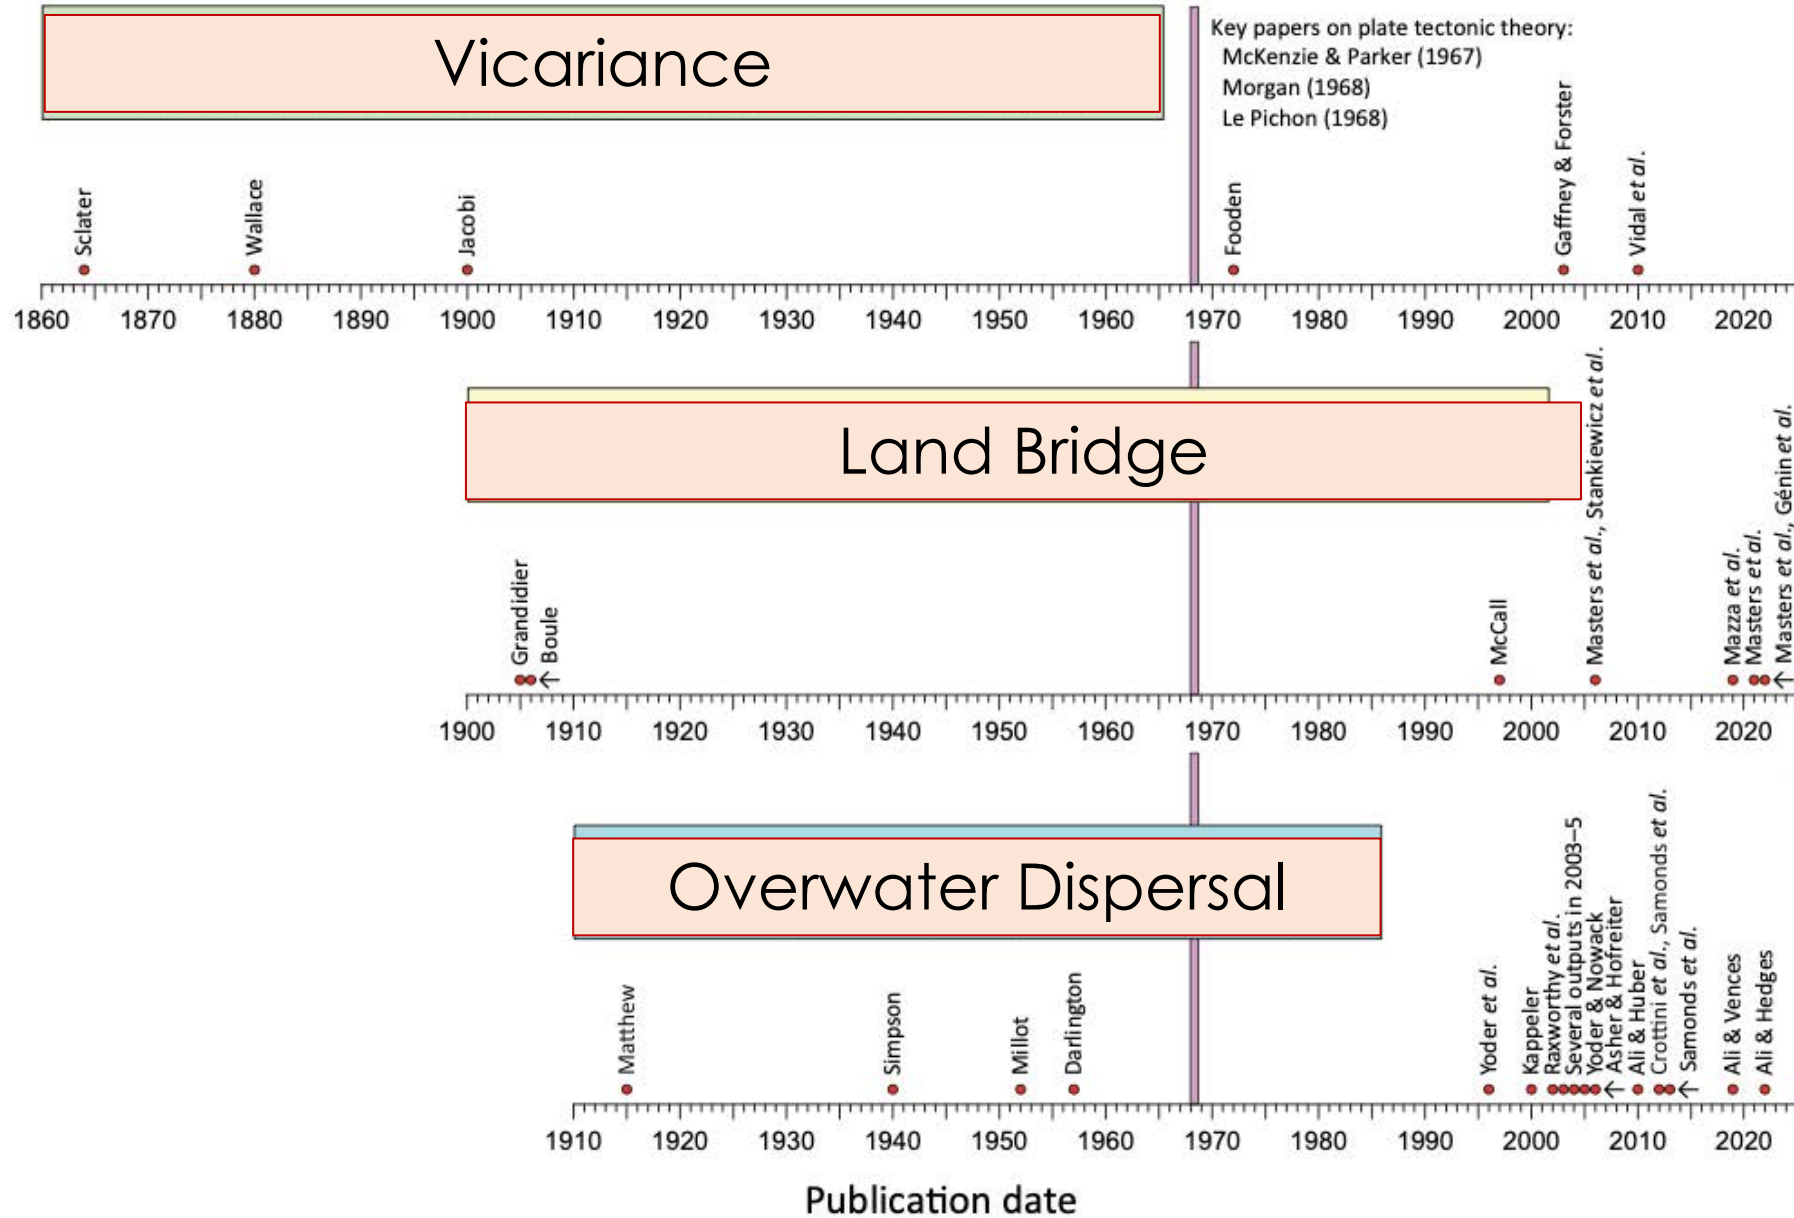 Vicariance
Key papers on plate tectonic theory:
McKenzie & Parker (1967)
Morgan (1968)
Le Pichon (1968)
Sclater
Wallace
Jacobi
Fooden
Gaffney & Forster
Vidal et al.
1860 1870 1880 1890 1900 1910 1920 1930 1940 1950 1960 1970 1980 1990 2000 2010 2020
Land Bridge
Grandidier
Boule
McCall
Masters et al., Stankiewicz et al.
Mazza et al.
Masters et al.
Masters et al., Génin et al.
1900 1910 1920 1930 1940 1950 1960 1970 1980 1990 2000 2010 2020
Overwater Dispersal
Matthew
Simpson
Millot
Darlington
Yoder et al.
Kappeler
Raxworthy et al.
Several outputs in 2003–5
Yoder & Nowack
Asher & Hofreiter
Ali & Huber
Crottini et al., Samonds et al.
Samonds et al.
Ali & Vences
Ali & Hedges
1910 1920 1930 1940 1950 1960 1970 1980 1990 2000 2010 2020
Publication date